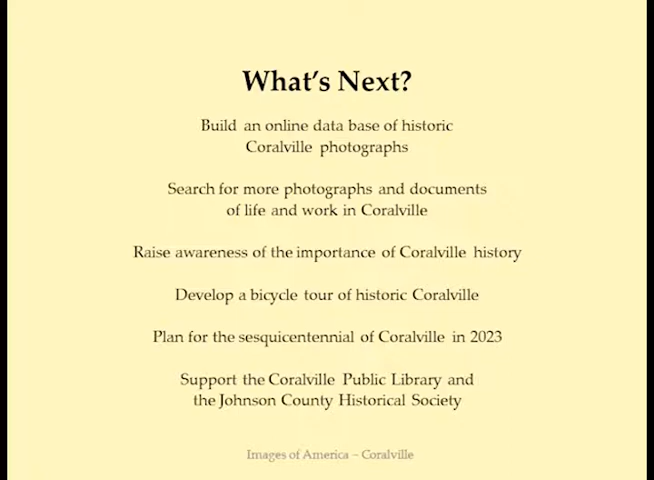 What's Next?
Build an online data base of historic
Coralville photographs
Search for more photographs and documents
of life and work in Coralville
Raise awareness of the importance of Coralville history
Develop a bicycle tour of historic Coralville
Plan for the sesquicentennial of Coralville in 2023
Support the Coralville Public Library and
the Johnson County Historical Society
Images of America – Coralville